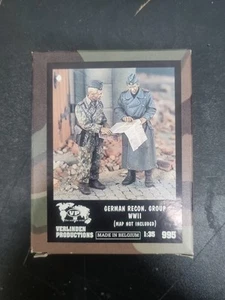 GERMAN RECON. GROUP
WWII
(MAP NOT INCLUDED)
VP
VERLINDEN
PRODUCTIONS
MADE IN BELGIUM
1:35
995